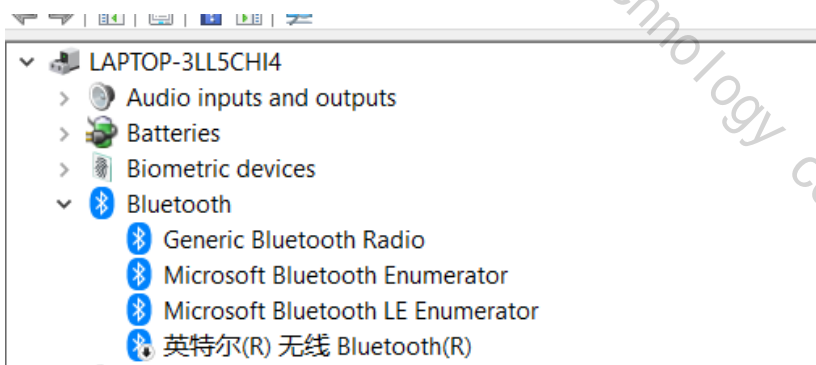 LAPTOP-3LL5CHI4
Audio inputs and outputs
Batteries
Biometric devices
Bluetooth
Generic Bluetooth Radio
Microsoft Bluetooth Enumerator
Microsoft Bluetooth LE Enumerator
英特尔(R) 无线 Bluetooth(R)